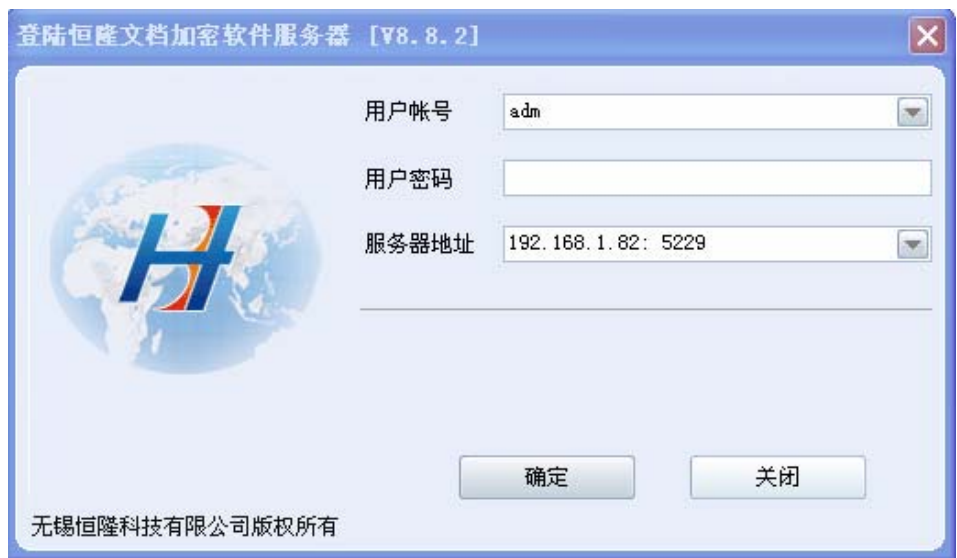 登陆恒隆文档加密软件服务器 [V8.8.2]
用户帐号 adm
用户密码
服务器地址 192.168.1.82: 5229
确定 关闭
无锡恒隆科技有限公司版权所有